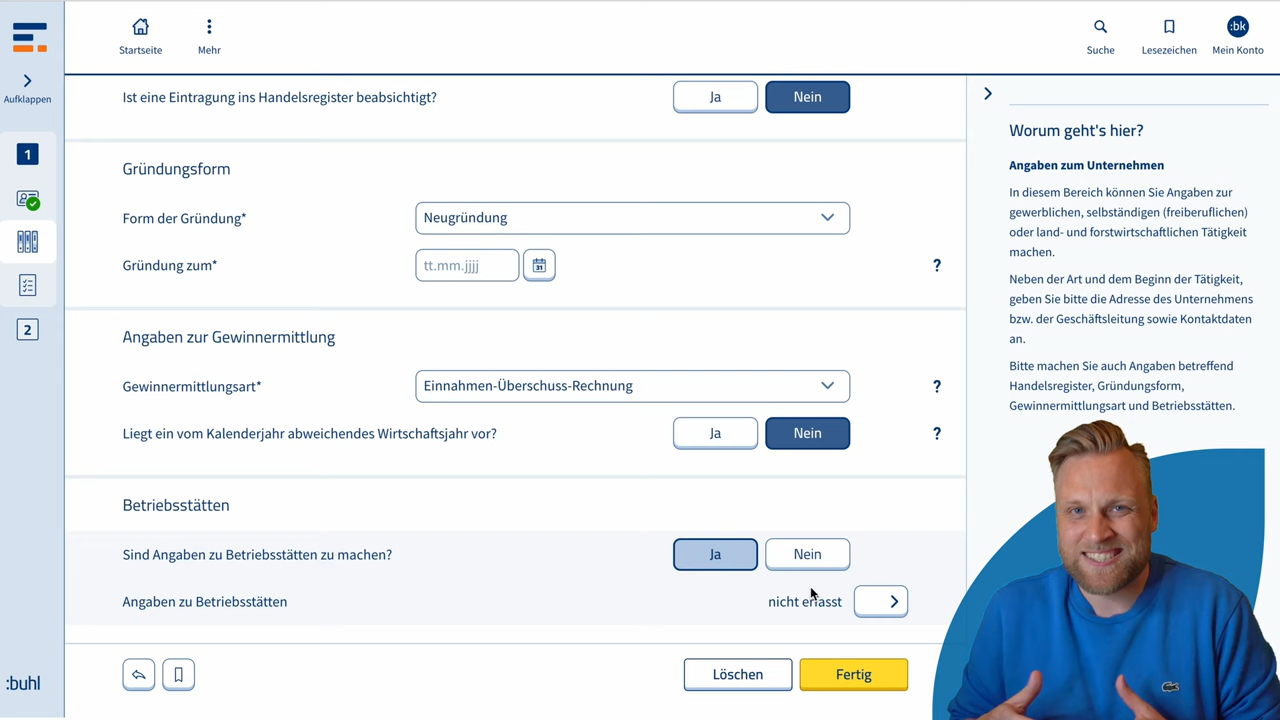 Startseite
Mehr
Suche
Lesezeichen
:bk
Mein Konto
Aufklappen
1
2
:buhl
Ist eine Eintragung ins Handelsregister beabsichtigt?
Ja
Nein
Gründungsform
Form der Gründung*
Neugründung
Gründung zum*
tt.mm.jjjj
31
?
Angaben zur Gewinnermittlung
Gewinnermittlungsart*
Einnahmen-Überschuss-Rechnung
?
Liegt ein vom Kalenderjahr abweichendes Wirtschaftsjahr vor?
Ja
Nein
?
Betriebsstätten
Sind Angaben zu Betriebsstätten zu machen?
Ja
Nein
Angaben zu Betriebsstätten
nicht erfasst
Löschen
Fertig
Worum geht's hier?
Angaben zum Unternehmen
In diesem Bereich können Sie Angaben zur
gewerblichen, selbständigen (freiberuflichen)
oder land- und forstwirtschaftlichen Tätigkeit
machen.
Neben der Art und dem Beginn der Tätigkeit,
geben Sie bitte die Adresse des Unternehmens
bzw. der Geschäftsleitung sowie Kontaktdaten
an.
Bitte machen Sie auch Angaben betreffend
Handelsregister, Gründungsform,
Gewinnermittlungsart und Betriebsstätten.